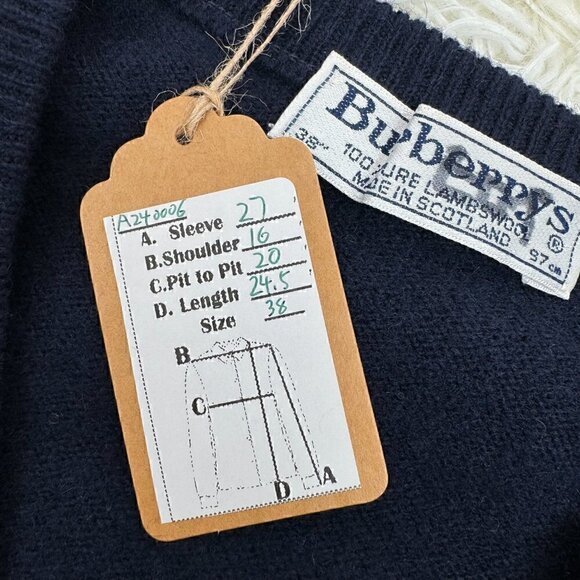 A240006
A. Sleeve 27
B.Shoulder 16
C.Pit to Pit 20
D. Length 24.5
Size 38
B
C
D
A
Burberrys®
38" 100 URE LAMBSWOOL 97cm
MADE IN SCOTLAND